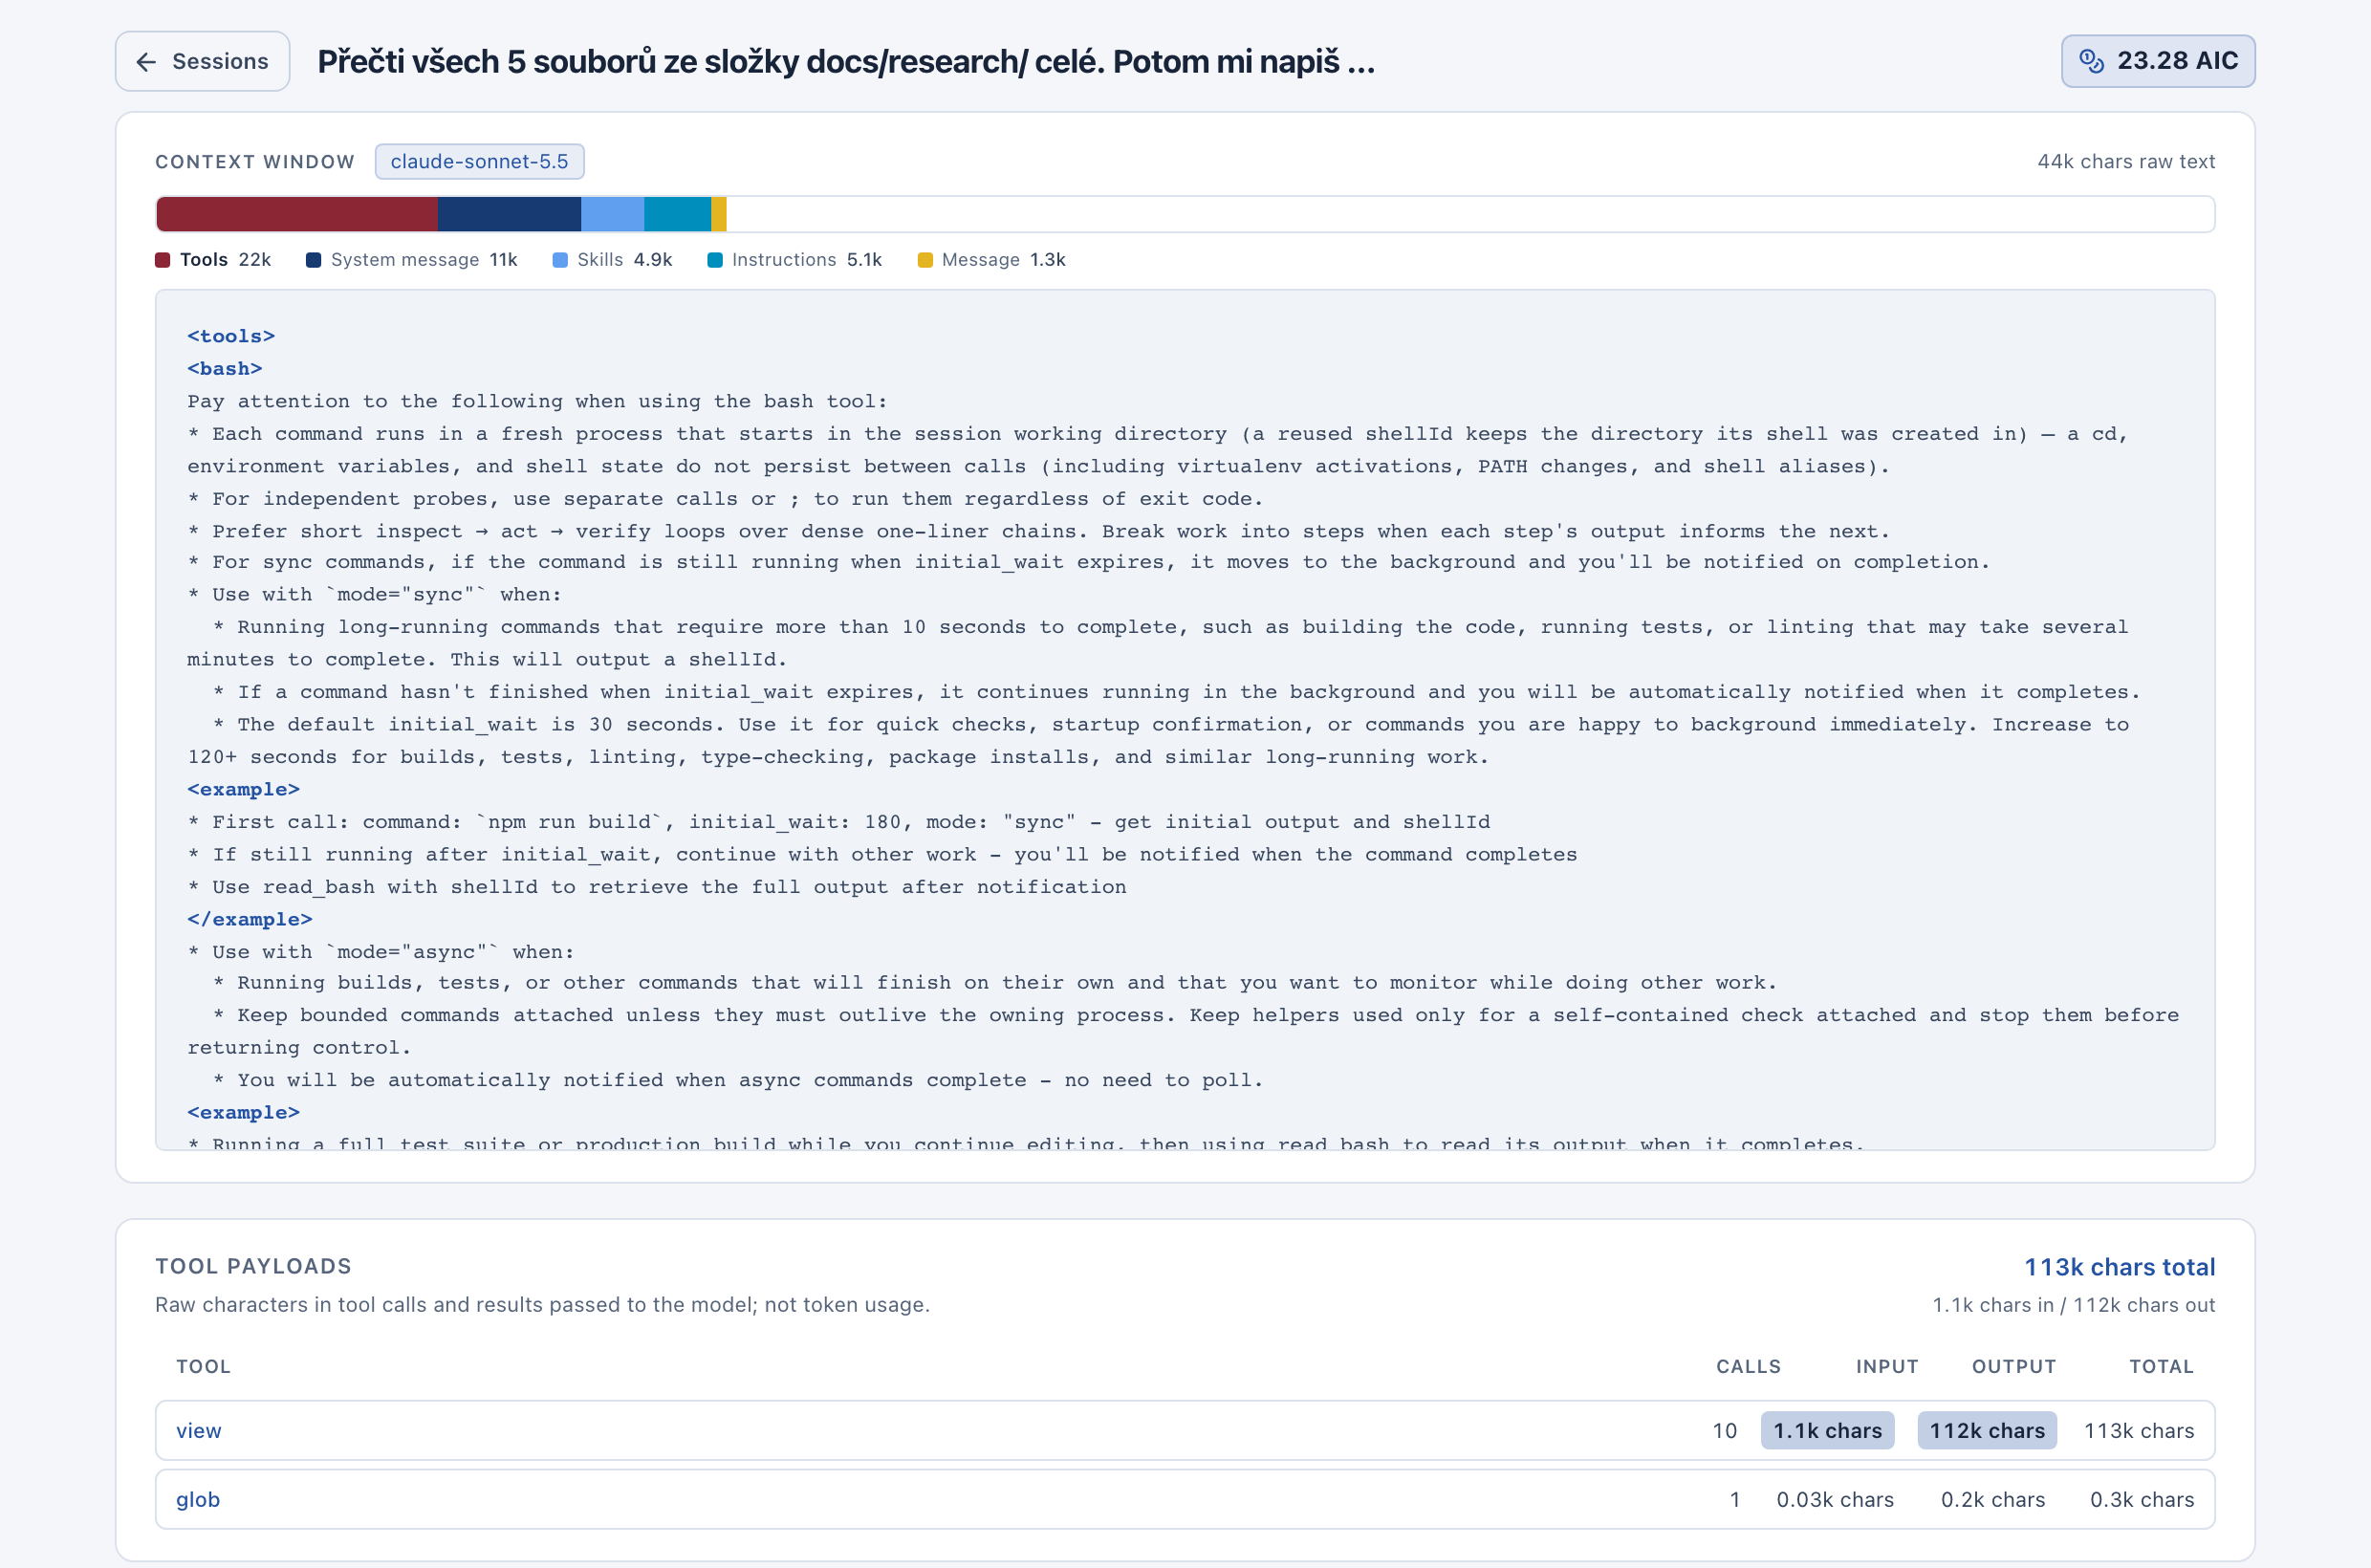 Sessions
Přečti všech 5 souborů ze složky docs/research/ celé. Potom mi napiš ...
23.28 AIC
CONTEXT WINDOW
claude-sonnet-5.5
44k chars raw text
Tools 22k
System message 11k
Skills 4.9k
Instructions 5.1k
Message 1.3k
<tools>
<bash>
Pay attention to the following when using the bash tool:
* Each command runs in a fresh process that starts in the session working directory (a reused shellId keeps the directory its shell was created in) — a cd,
environment variables, and shell state do not persist between calls (including virtualenv activations, PATH changes, and shell aliases).
* For independent probes, use separate calls or ; to run them regardless of exit code.
* Prefer short inspect → act → verify loops over dense one-liner chains. Break work into steps when each step's output informs the next.
* For sync commands, if the command is still running when initial_wait expires, it moves to the background and you'll be notified on completion.
* Use with `mode="sync"` when:
  * Running long-running commands that require more than 10 seconds to complete, such as building the code, running tests, or linting that may take several
minutes to complete. This will output a shellId.
  * If a command hasn't finished when initial_wait expires, it continues running in the background and you will be automatically notified when it completes.
  * The default initial_wait is 30 seconds. Use it for quick checks, startup confirmation, or commands you are happy to background immediately. Increase to
120+ seconds for builds, tests, linting, type-checking, package installs, and similar long-running work.
<example>
* First call: command: `npm run build`, initial_wait: 180, mode: "sync" - get initial output and shellId
* If still running after initial_wait, continue with other work - you'll be notified when the command completes
* Use read_bash with shellId to retrieve the full output after notification
</example>
* Use with `mode="async"` when:
  * Running builds, tests, or other commands that will finish on their own and that you want to monitor while doing other work.
  * Keep bounded commands attached unless they must outlive the owning process. Keep helpers used only for a self-contained check attached and stop them before
returning control.
  * You will be automatically notified when async commands complete - no need to poll.
<example>
* Running a full test suite or production build while you continue editing, then using read_bash to read its output when it completes.
TOOL PAYLOADS
113k chars total
Raw characters in tool calls and results passed to the model; not token usage.
1.1k chars in / 112k chars out
TOOL CALLS INPUT OUTPUT TOTAL
view 10 1.1k chars 112k chars 113k chars
glob 1 0.03k chars 0.2k chars 0.3k chars